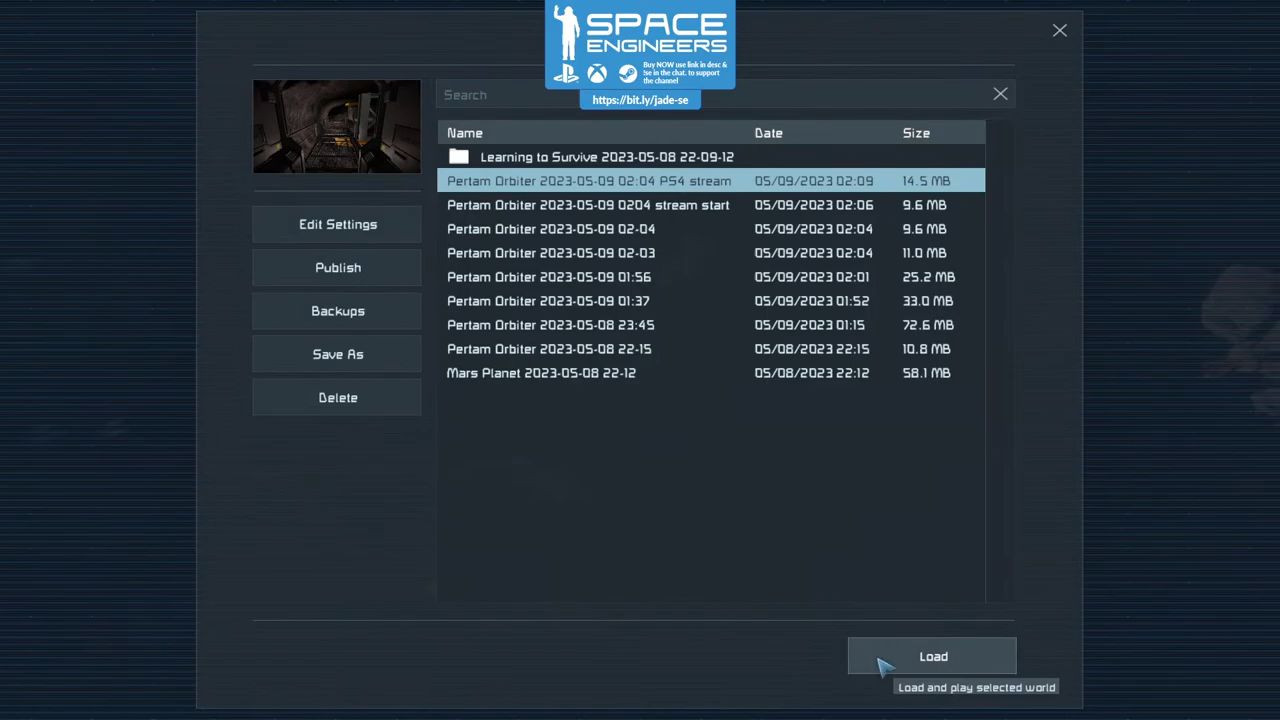 SPACE
ENGINEERS
Buy NOW use link in desc &
!se in the chat. to support
the channel
https://bit.ly/jade-se
Search
Name Date Size
Learning to Survive 2023-05-08 22-09-12
Pertam Orbiter 2023-05-09 02:04 PS4 stream 05/09/2023 02:09 14.5 MB
Pertam Orbiter 2023-05-09 0204 stream start 05/09/2023 02:06 9.6 MB
Pertam Orbiter 2023-05-09 02-04 05/09/2023 02:04 9.6 MB
Pertam Orbiter 2023-05-09 02-03 05/09/2023 02:04 11.0 MB
Pertam Orbiter 2023-05-09 01:56 05/09/2023 02:01 25.2 MB
Pertam Orbiter 2023-05-09 01:37 05/09/2023 01:52 33.0 MB
Pertam Orbiter 2023-05-08 23:45 05/09/2023 01:15 72.6 MB
Pertam Orbiter 2023-05-08 22-15 05/08/2023 22:15 10.8 MB
Mars Planet 2023-05-08 22-12 05/08/2023 22:12 58.1 MB
Edit Settings
Publish
Backups
Save As
Delete
Load
Load and play selected world